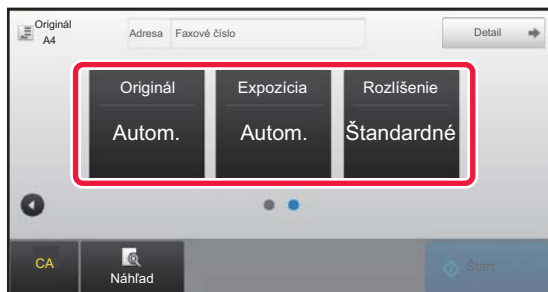 Originál
A4
Adresa Faxové číslo
Detail
Originál
Autom.
Expozícia
Autom.
Rozlíšenie
Štandardné
CA
Náhľad
Štart